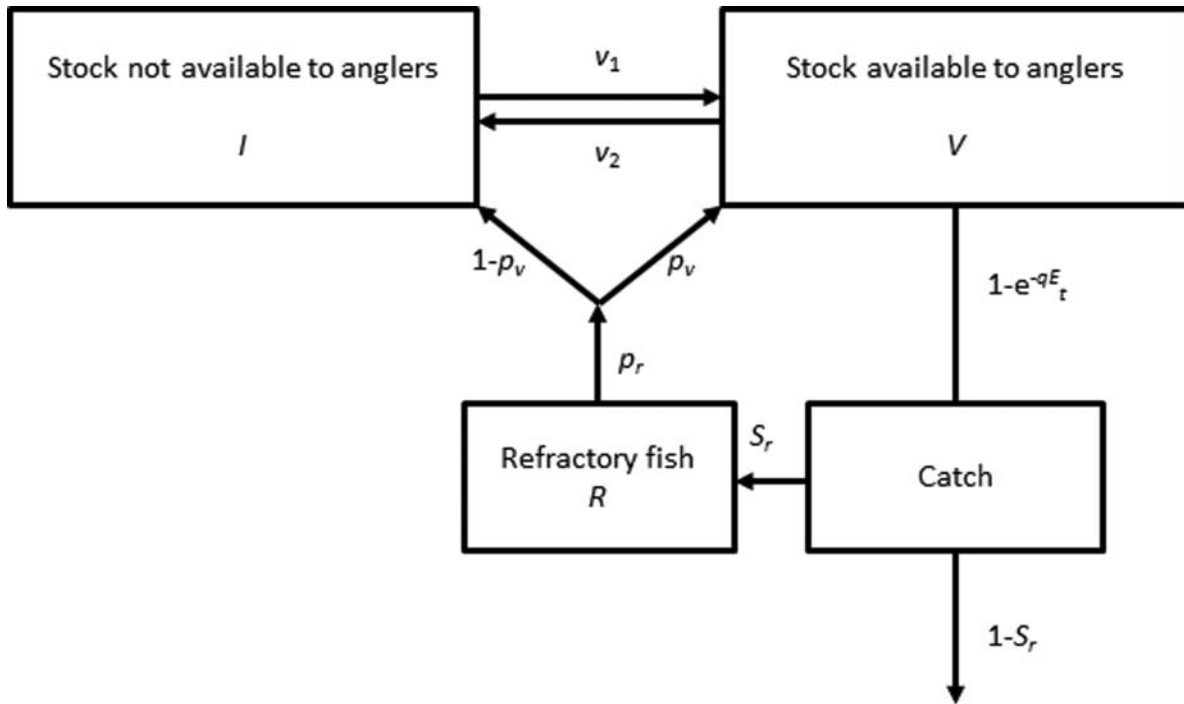 Stock not available to anglers
I
v₁
v₂
Stock available to anglers
V
1-pᵥ
pᵥ
pᵣ
1-e⁻qEₜ
Refractory fish
R
Sᵣ
Catch
1-Sᵣ